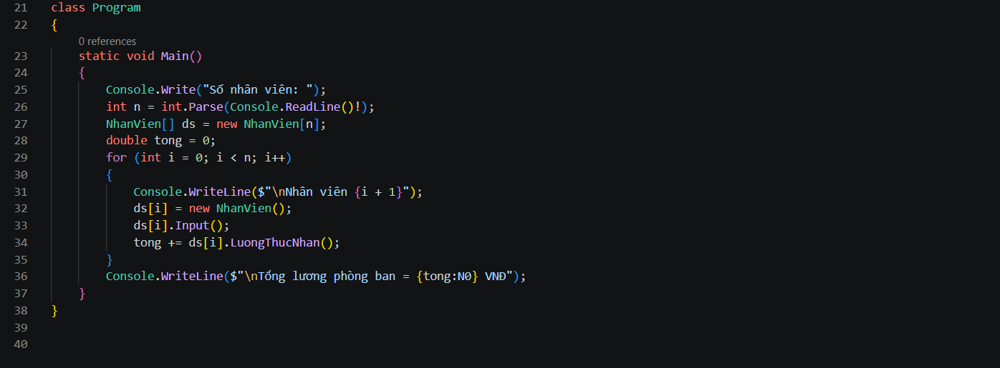 21 class Program
22 {
0 references
23 static void Main()
24 {
25 Console.Write("Số nhân viên: ");
26 int n = int.Parse(Console.ReadLine()!);
27 NhanVien[] ds = new NhanVien[n];
28 double tong = 0;
29 for (int i = 0; i < n; i++)
30 {
31 Console.WriteLine($"\nNhân viên {i + 1}");
32 ds[i] = new NhanVien();
33 ds[i].Input();
34 tong += ds[i].LuongThucNhan();
35 }
36 Console.WriteLine($"\nTổng lương phòng ban = {tong:N0} VNĐ");
37 }
38 }
39
40